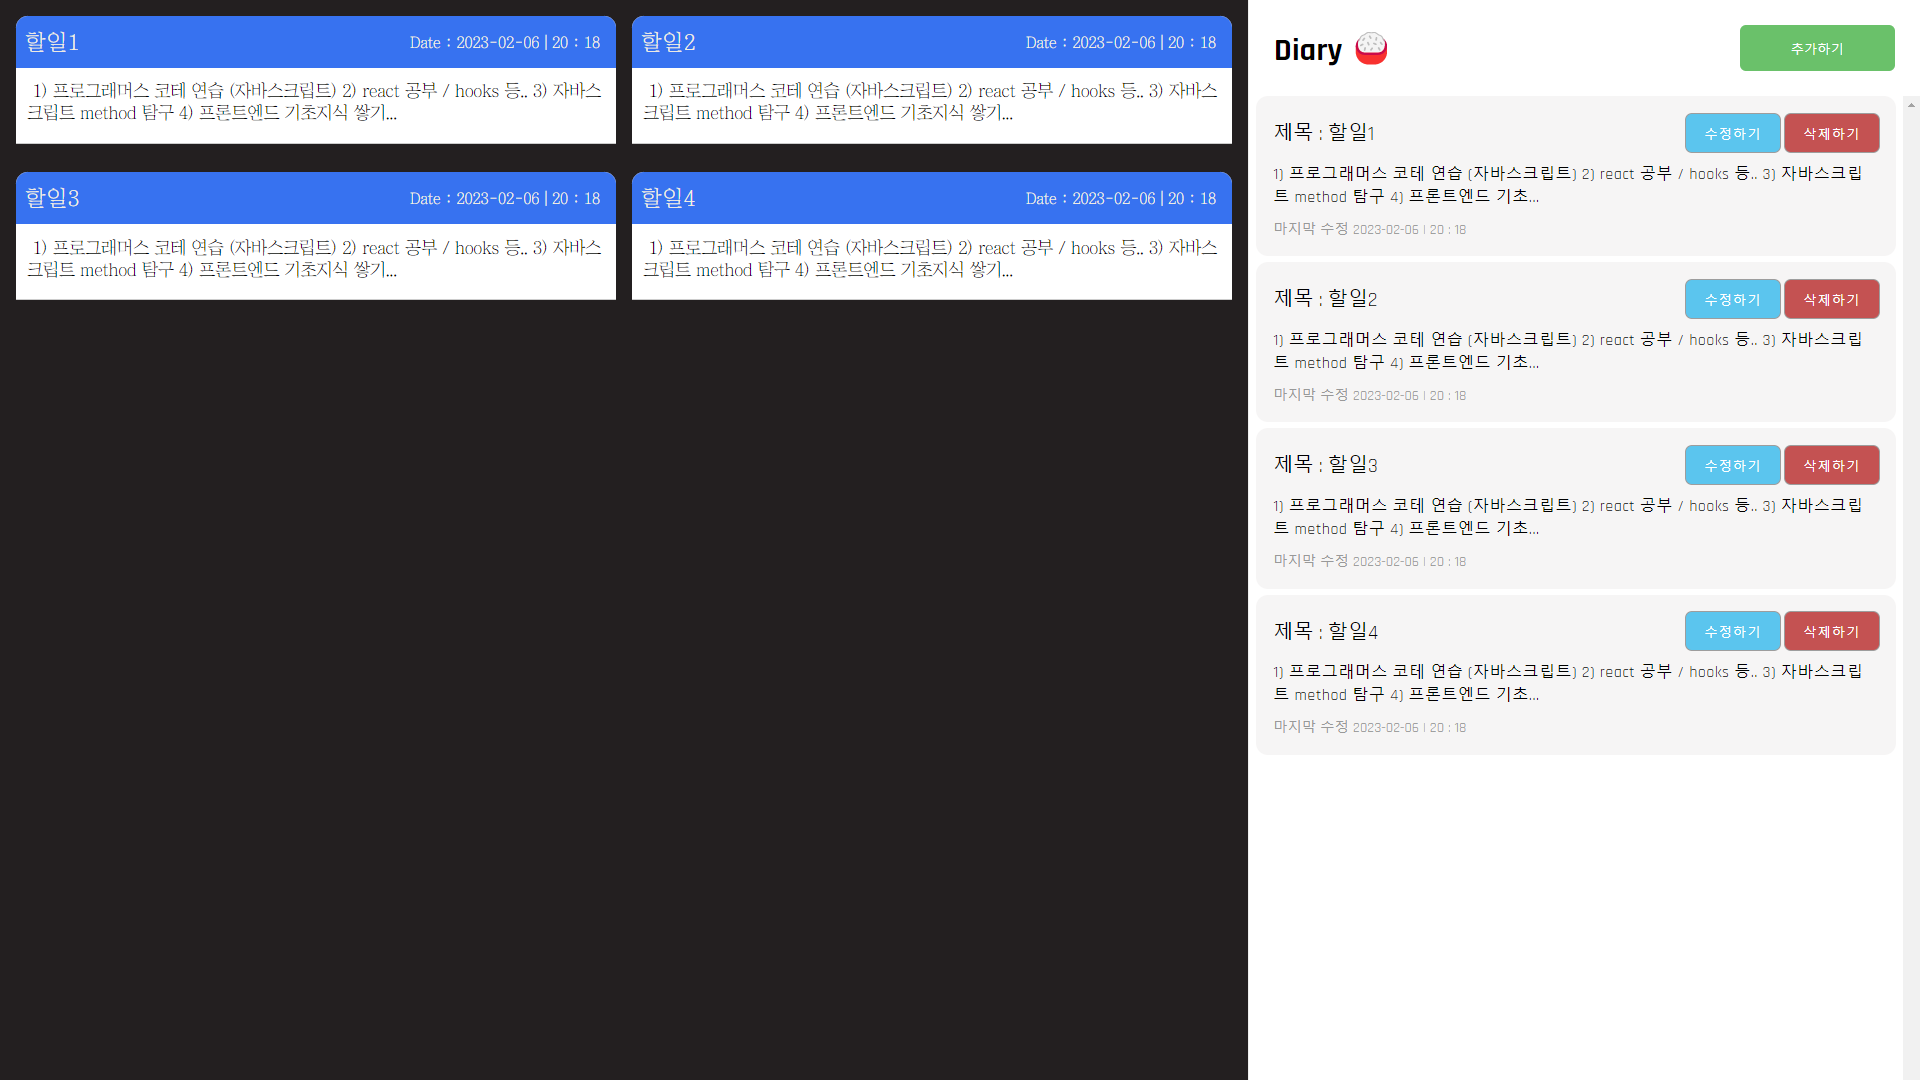 할일1
Date : 2023-02-06 | 20 : 18
1) 프로그래머스 코테 연습 (자바스크립트) 2) react 공부 / hooks 등.. 3) 자바스
크립트 method 탐구 4) 프론트엔드 기초지식 쌓기...
할일2
Date : 2023-02-06 | 20 : 18
1) 프로그래머스 코테 연습 (자바스크립트) 2) react 공부 / hooks 등.. 3) 자바스
크립트 method 탐구 4) 프론트엔드 기초지식 쌓기...
할일3
Date : 2023-02-06 | 20 : 18
1) 프로그래머스 코테 연습 (자바스크립트) 2) react 공부 / hooks 등.. 3) 자바스
크립트 method 탐구 4) 프론트엔드 기초지식 쌓기...
할일4
Date : 2023-02-06 | 20 : 18
1) 프로그래머스 코테 연습 (자바스크립트) 2) react 공부 / hooks 등.. 3) 자바스
크립트 method 탐구 4) 프론트엔드 기초지식 쌓기...
Diary 🍚
추가하기
제목 : 할일1
수정하기
삭제하기
1) 프로그래머스 코테 연습 (자바스크립트) 2) react 공부 / hooks 등.. 3) 자바스크립
트 method 탐구 4) 프론트엔드 기초...
마지막 수정 2023-02-06 | 20 : 18
제목 : 할일2
수정하기
삭제하기
1) 프로그래머스 코테 연습 (자바스크립트) 2) react 공부 / hooks 등.. 3) 자바스크립
트 method 탐구 4) 프론트엔드 기초...
마지막 수정 2023-02-06 | 20 : 18
제목 : 할일3
수정하기
삭제하기
1) 프로그래머스 코테 연습 (자바스크립트) 2) react 공부 / hooks 등.. 3) 자바스크립
트 method 탐구 4) 프론트엔드 기초...
마지막 수정 2023-02-06 | 20 : 18
제목 : 할일4
수정하기
삭제하기
1) 프로그래머스 코테 연습 (자바스크립트) 2) react 공부 / hooks 등.. 3) 자바스크립
트 method 탐구 4) 프론트엔드 기초...
마지막 수정 2023-02-06 | 20 : 18